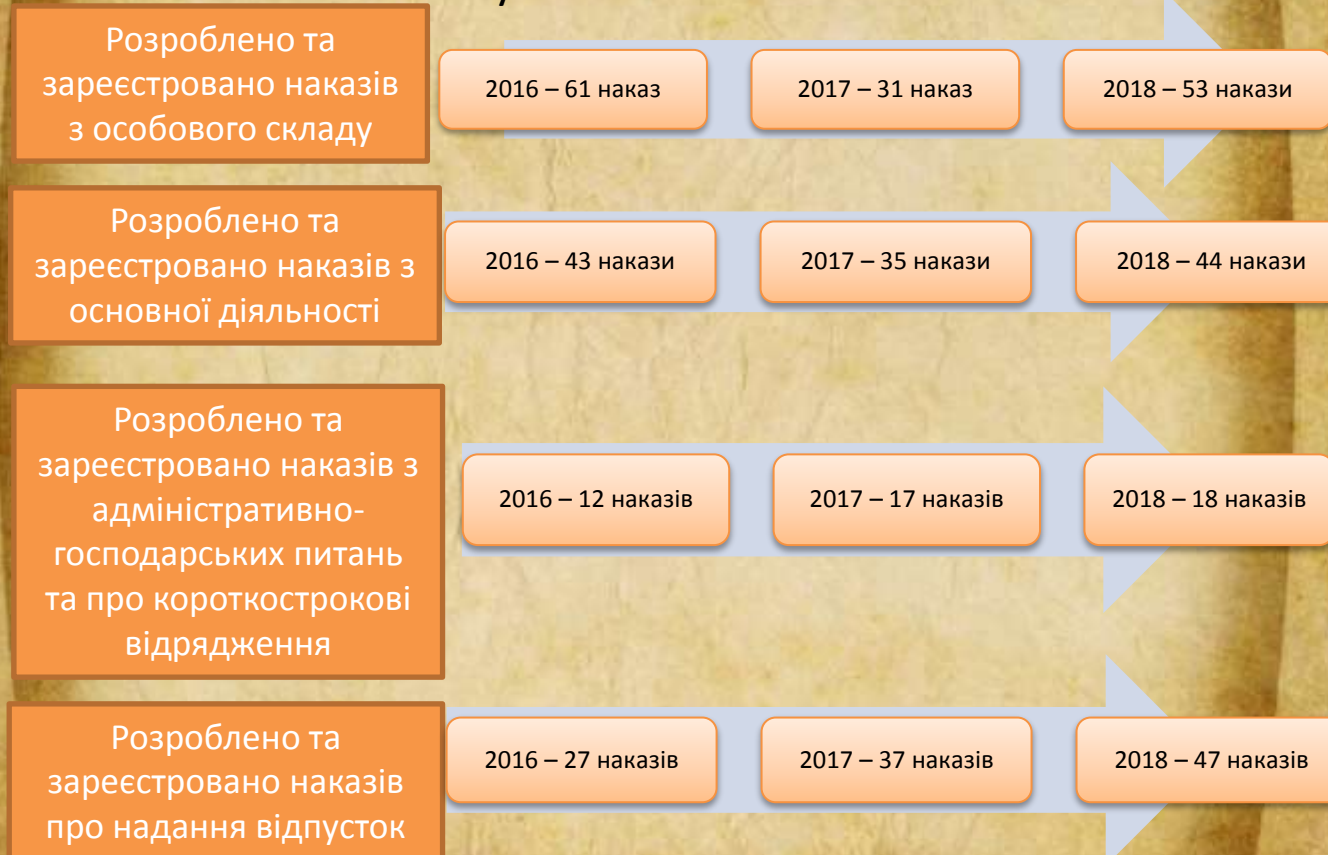 Розроблено та
зареєстровано наказів
з особового складу
2016 – 61 наказ
2017 – 31 наказ
2018 – 53 накази
Розроблено та
зареєстровано наказів з
основної діяльності
2016 – 43 накази
2017 – 35 накази
2018 – 44 накази
Розроблено та
зареєстровано наказів з
адміністративно-
господарських питань
та про короткострокові
відрядження
2016 – 12 наказів
2017 – 17 наказів
2018 – 18 наказів
Розроблено та
зареєстровано наказів
про надання відпусток
2016 – 27 наказів
2017 – 37 наказів
2018 – 47 наказів